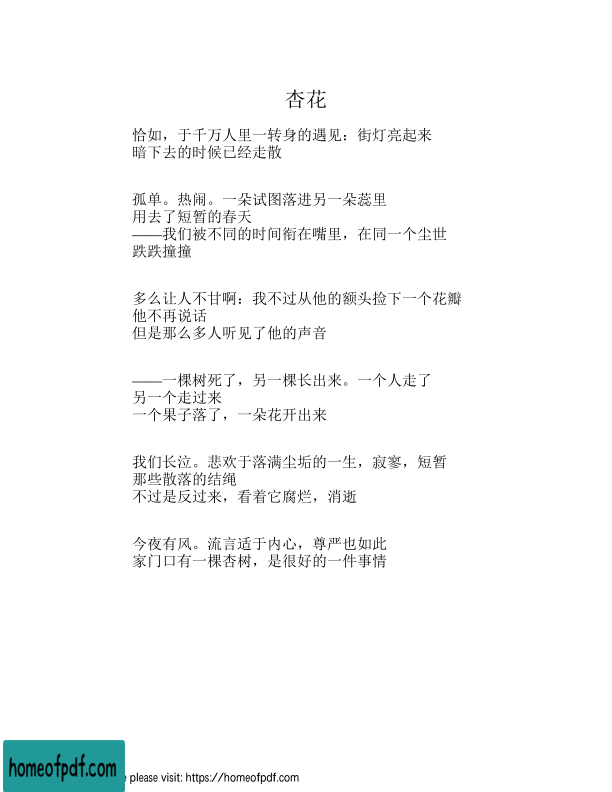 杏花
恰如，于千万人里一转身的遇见：街灯亮起来
暗下去的时候已经走散
孤单。热闹。一朵试图落进另一朵蕊里
用去了短暂的春天
——我们被不同的时间衔在嘴里，在同一个尘世
跌跌撞撞
多么让人不甘啊：我不过从他的额头捡下一个花瓣
他不再说话
但是那么多人听见了他的声音
——一棵树死了，另一棵长出来。一个人走了
另一个走过来
一个果子落了，一朵花开出来
我们长泣。悲欢于落满尘垢的一生，寂寥，短暂
那些散落的结绳
不过是反过来，看着它腐烂，消逝
今夜有风。流言适于内心，尊严也如此
家门口有一棵杏树，是很好的一件事情
homeofpdf.com
e please visit: https://homeofpdf.com